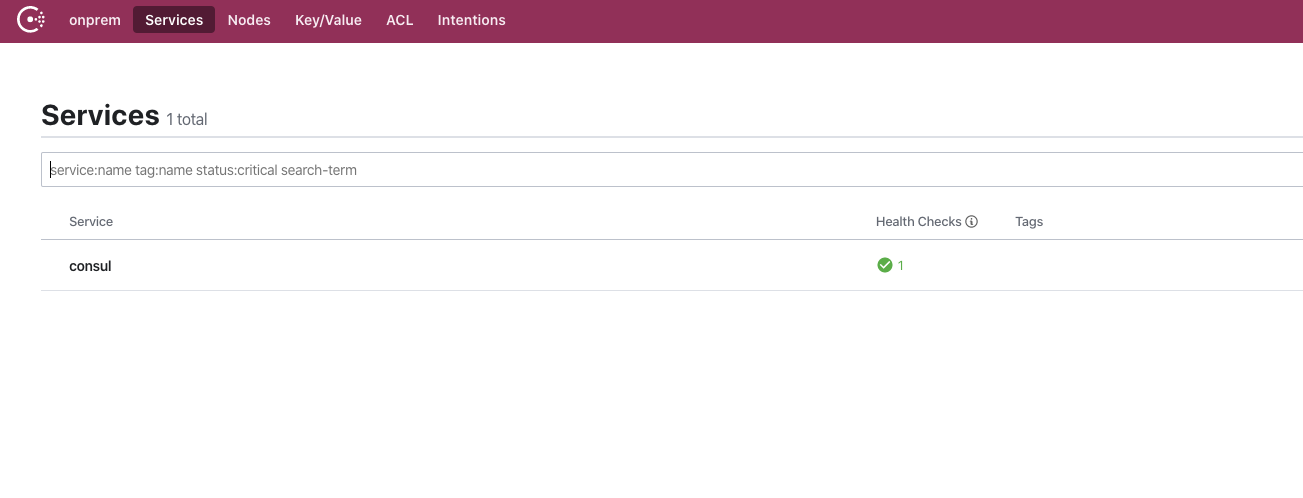 onprem Services Nodes Key/Value ACL Intentions
Services 1 total
service:name tag:name status:critical search-term
Service Health Checks Tags
consul 1